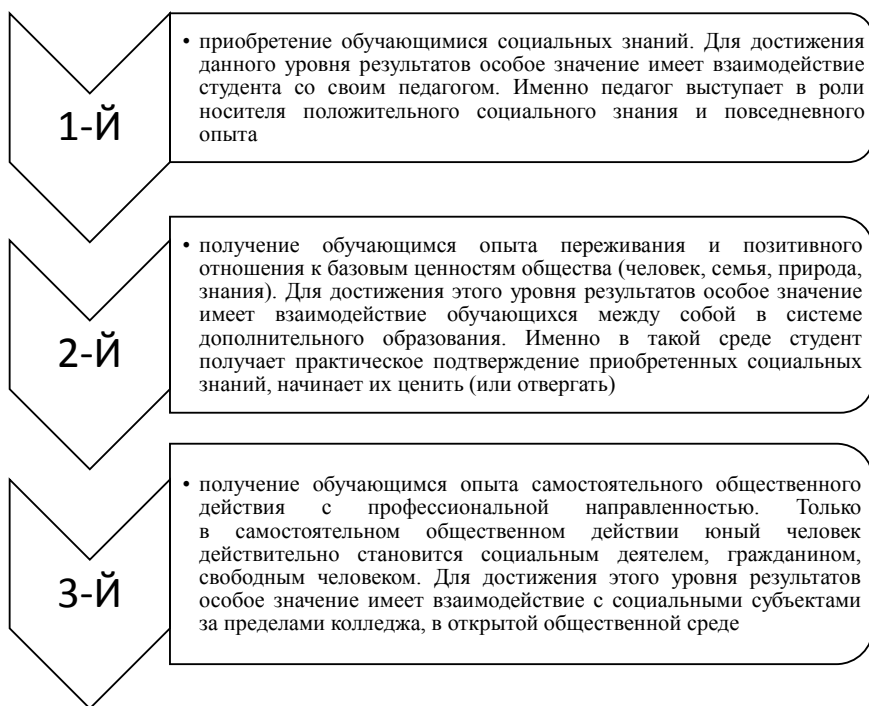 1-Й
• приобретение обучающимися социальных знаний. Для достижения
данного уровня результатов особое значение имеет взаимодействие
студента со своим педагогом. Именно педагог выступает в роли
носителя положительного социального знания и повседневного
опыта
2-Й
• получение обучающимся опыта переживания и позитивного
отношения к базовым ценностям общества (человек, семья, природа,
знания). Для достижения этого уровня результатов особое значение
имеет взаимодействие обучающихся между собой в системе
дополнительного образования. Именно в такой среде студент
получает практическое подтверждение приобретенных социальных
знаний, начинает их ценить (или отвергать)
3-Й
• получение обучающимся опыта самостоятельного общественного
действия с профессиональной направленностью. Только
в самостоятельном общественном действии юный человек
действительно становится социальным деятелем, гражданином,
свободным человеком. Для достижения этого уровня результатов
особое значение имеет взаимодействие с социальными субъектами
за пределами колледжа, в открытой общественной среде